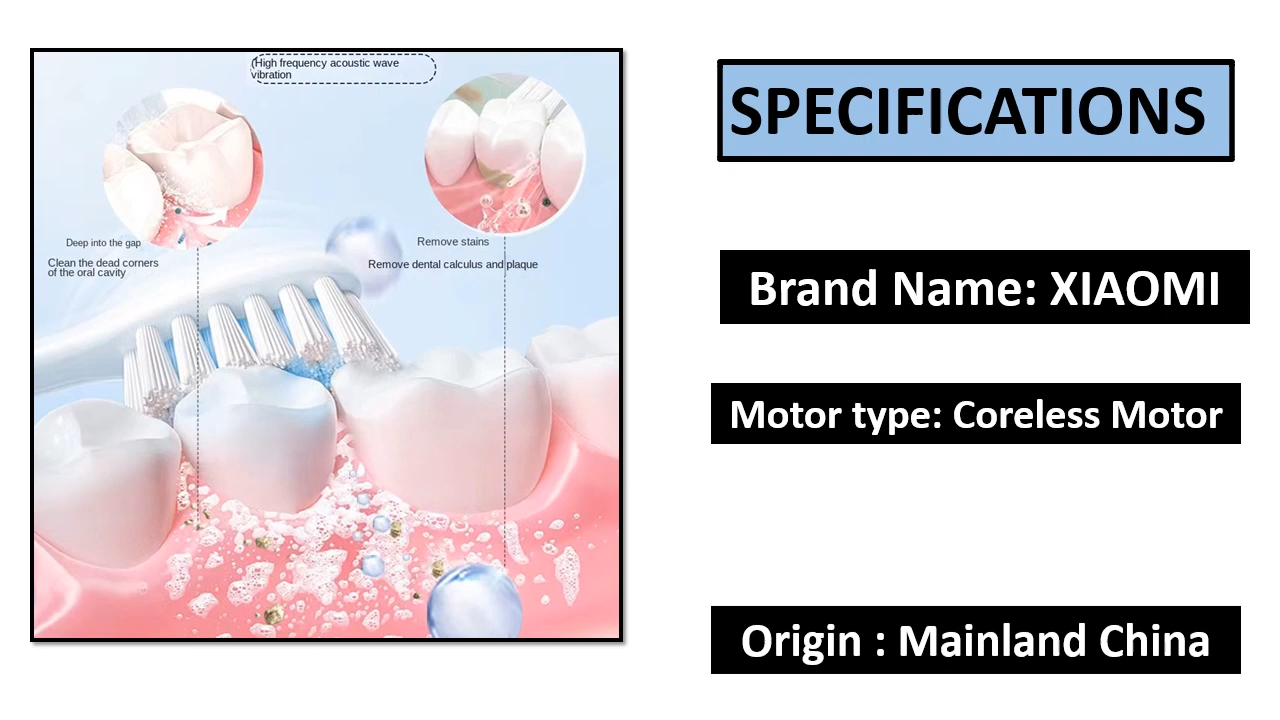 (High frequency acoustic wave
vibration
Deep into the gap
Clean the dead corners
of the oral cavity
Remove stains
Remove dental calculus and plaque
SPECIFICATIONS
Brand Name: XIAOMI
Motor type: Coreless Motor
Origin : Mainland China